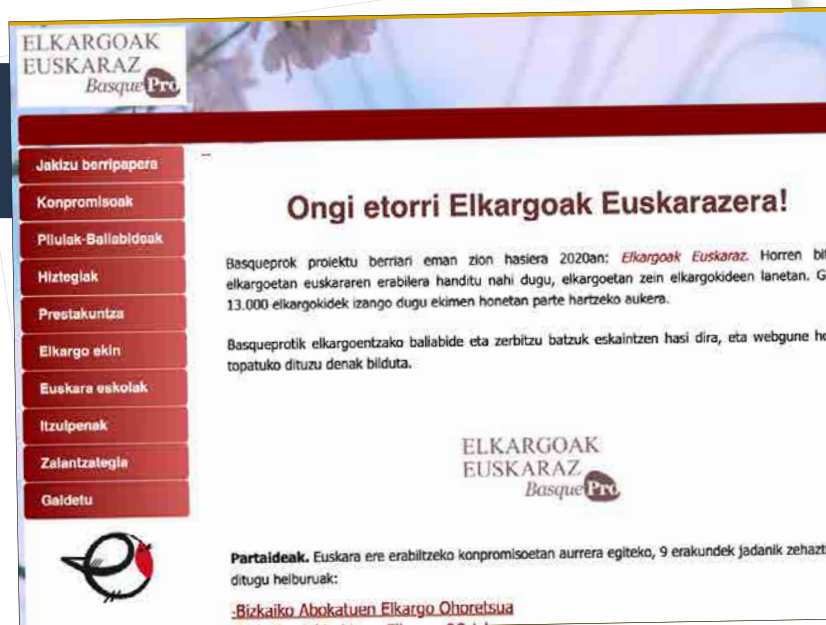 ELKARGOAK
EUSKARAZ
Basque Pro
Jakizu berripapera
Konpromisoak
Pilulak-Baliabideak
Hiztegiak
Prestakuntza
Elkargo ekin
Euskara eskolak
Itzulpenak
Zalantzategia
Galdetu
Ongi etorri Elkargoak Euskarazera!
Basqueprok proiektu berriari eman zion hasiera 2020an: Elkargoak Euskaraz. Horren
elkargoetan euskararen erabilera handitu nahi dugu, elkargoetan zein elkargokideen lanetan.
13.000 elkargokidek izango dugu ekimen honetan parte hartzeko aukera.
Basqueprotik elkargoentzako baliabide eta zerbitzu batzuk eskaintzen hasi dira, eta webgune
topatuko dituzu denak bilduta.
ELKARGOAK
EUSKARAZ
Basque Pro
Partaideak. Euskara ere erabiltzeko konpromisoetan aurrera egiteko, 9 erakundek jadanik
ditugu helburuak:
-Bizkaiko Abokatuen Elkargo Ohoretsua